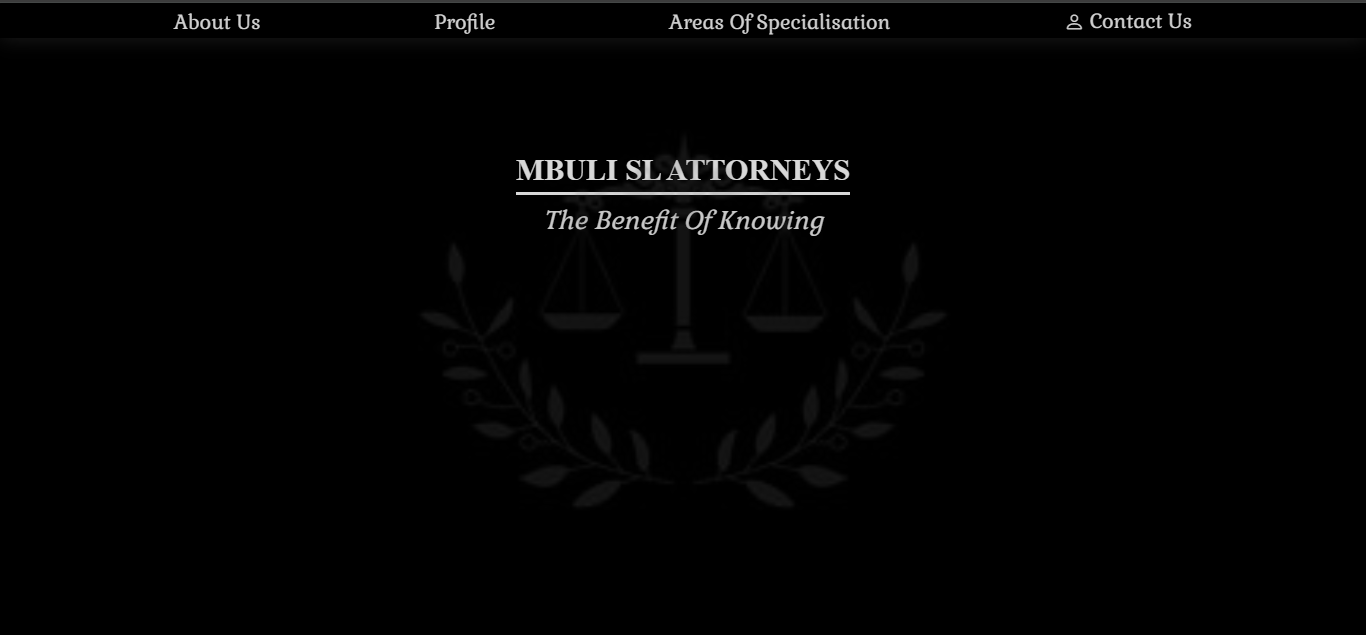 About Us Profile Areas Of Specialisation Contact Us
MBULI SL ATTORNEYS
The Benefit Of Knowing